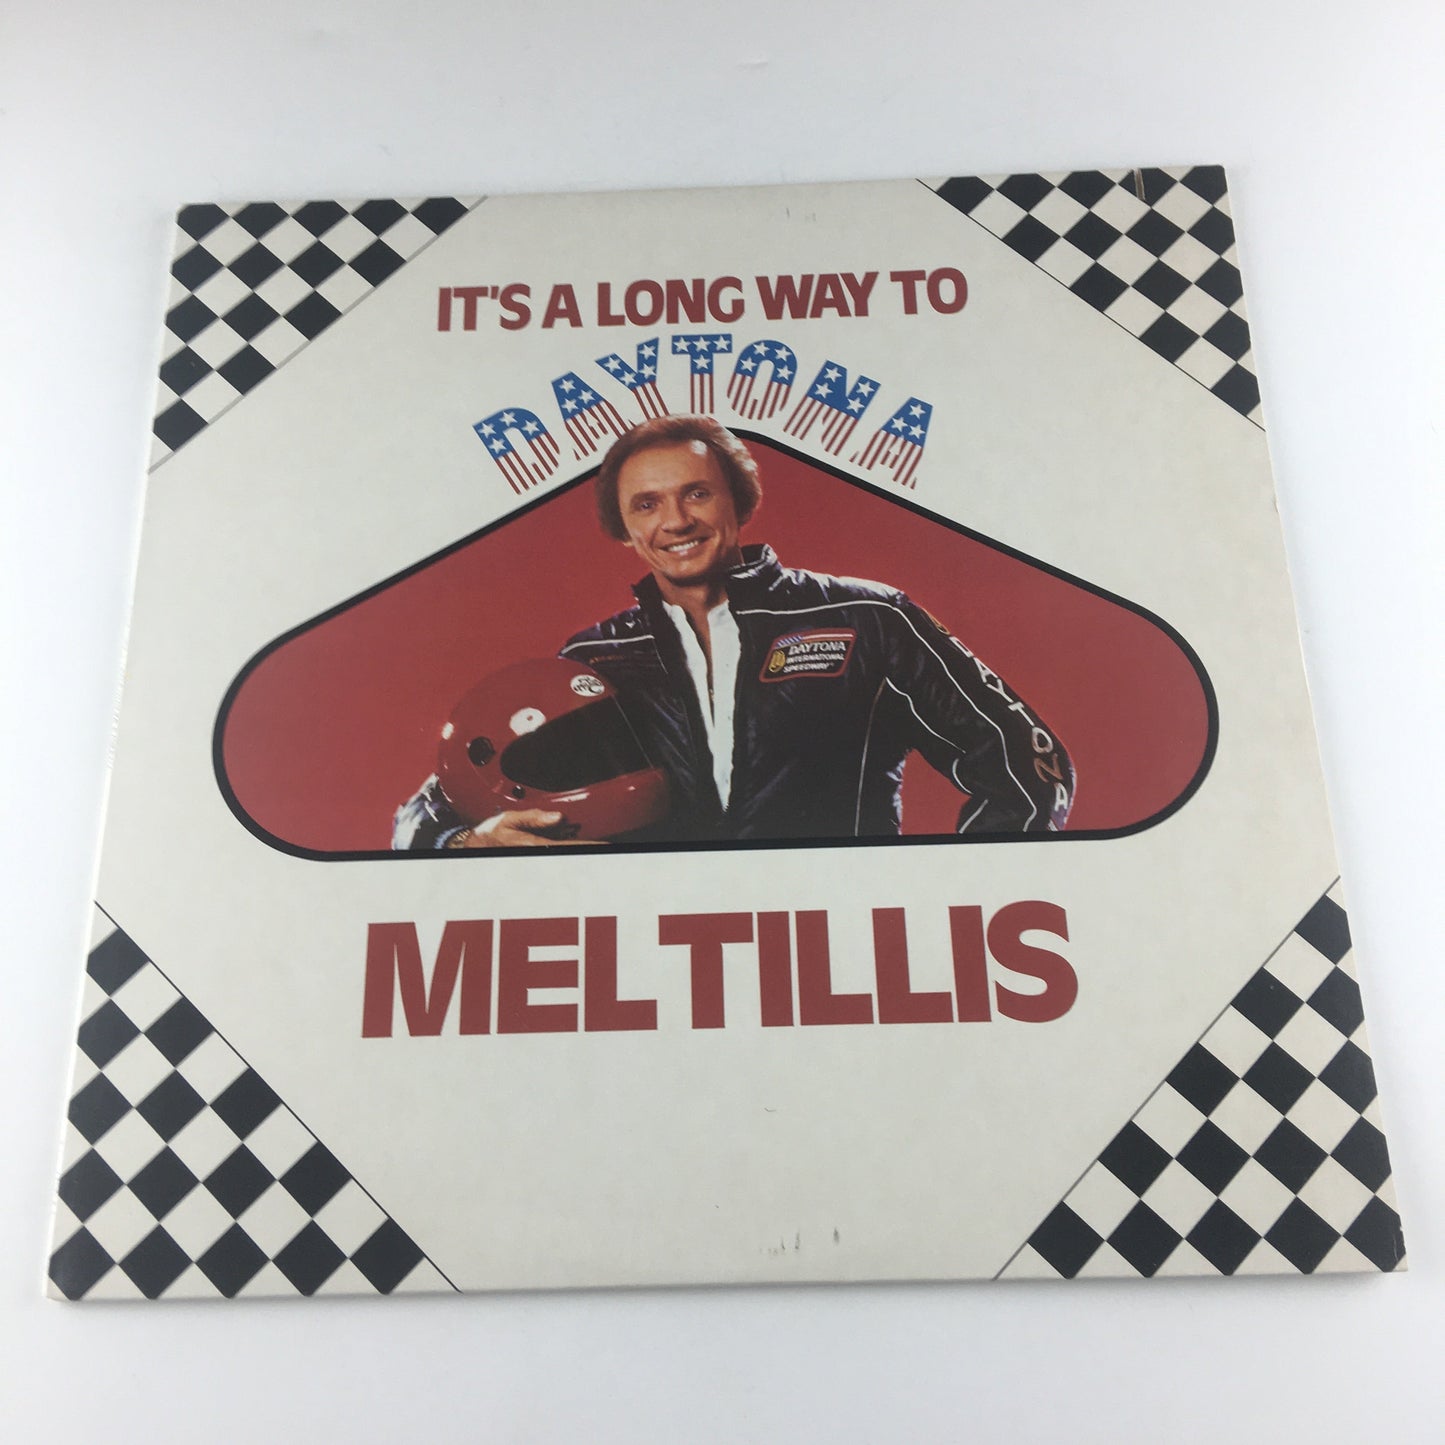 IT'S A LONG WAY TO
DAYTONA
DAYTONA
INTERNATIONAL
SPEEDWAY
DAYTONA
MEL TILLIS